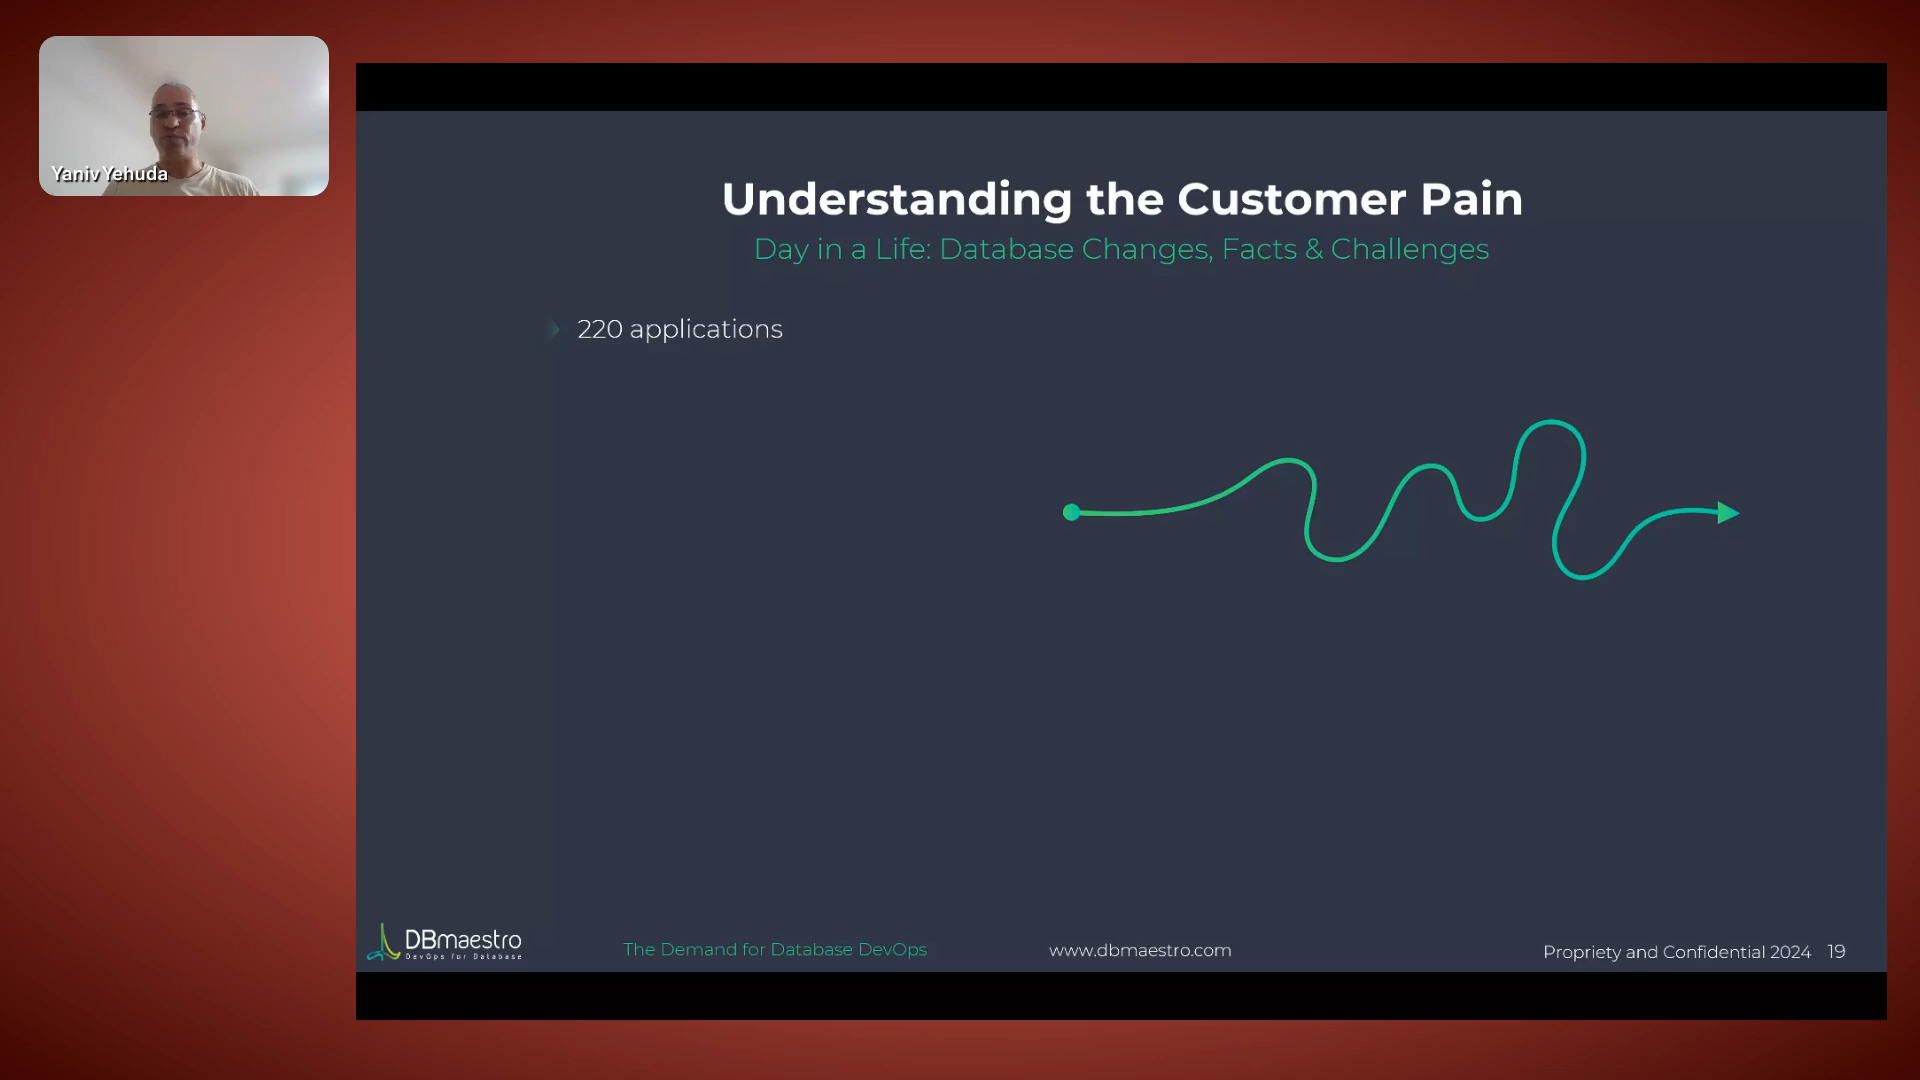 Yaniv Yehuda
Understanding the Customer Pain
Day in a Life: Database Changes, Facts & Challenges
220 applications
DBmaestro
DevOps for Database
The Demand for Database DevOps
www.dbmaestro.com
Propriety and Confidential 2024 19